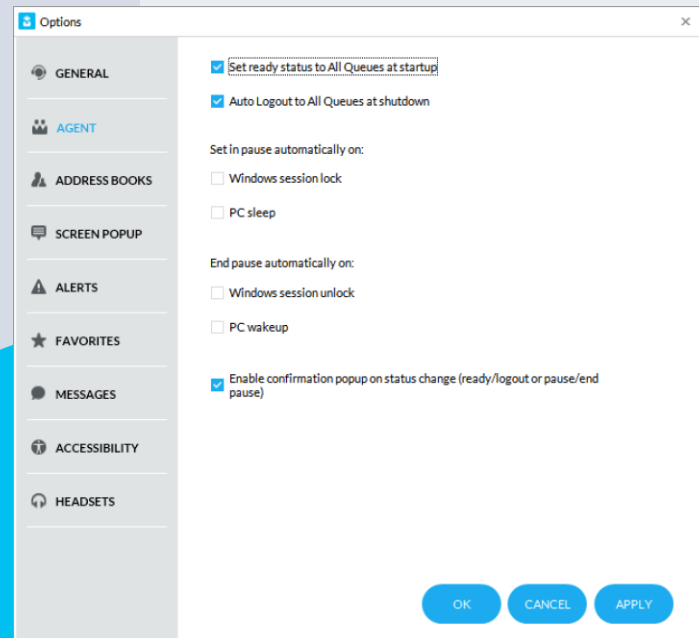 Options
GENERAL
AGENT
ADDRESS BOOKS
SCREEN POPUP
ALERTS
FAVORITES
MESSAGES
ACCESSIBILITY
HEADSETS
Set ready status to All Queues at startup
Auto Logout to All Queues at shutdown
Set in pause automatically on:
Windows session lock
PC sleep
End pause automatically on:
Windows session unlock
PC wakeup
Enable confirmation popup on status change (ready/logout or pause/end
pause)
OK
CANCEL
APPLY